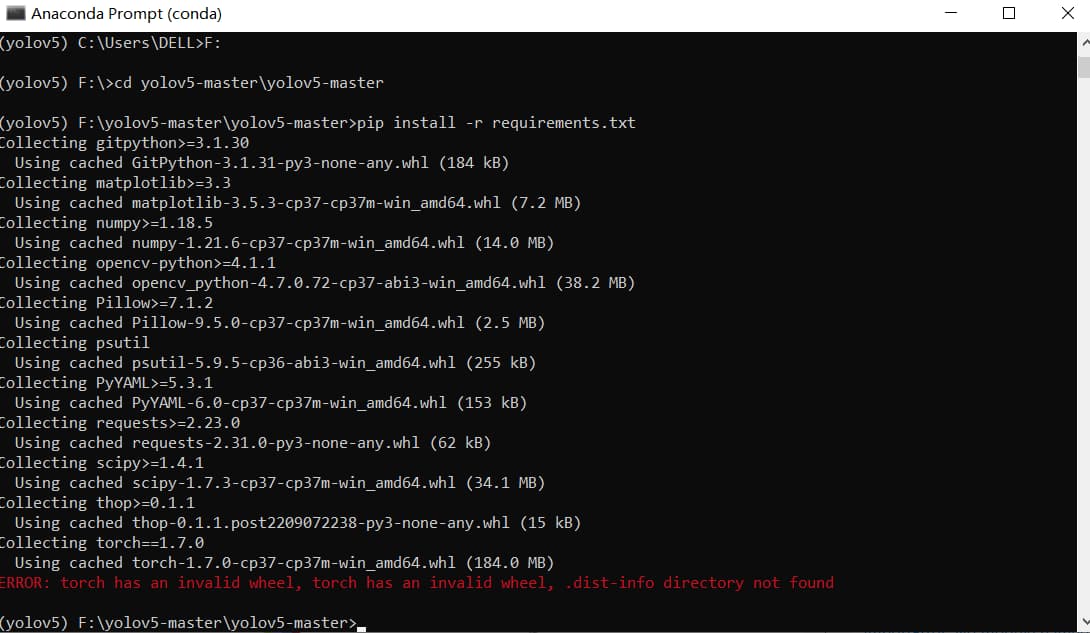 Anaconda Prompt (conda)
(yolov5) C:\Users\DELL>F:
(yolov5) F:\>cd yolov5-master\yolov5-master
(yolov5) F:\yolov5-master\yolov5-master>pip install -r requirements.txt
Collecting gitpython>=3.1.30
  Using cached GitPython-3.1.31-py3-none-any.whl (184 kB)
Collecting matplotlib>=3.3
  Using cached matplotlib-3.5.3-cp37-cp37m-win_amd64.whl (7.2 MB)
Collecting numpy>=1.18.5
  Using cached numpy-1.21.6-cp37-cp37m-win_amd64.whl (14.0 MB)
Collecting opencv-python>=4.1.1
  Using cached opencv_python-4.7.0.72-cp37-abi3-win_amd64.whl (38.2 MB)
Collecting Pillow>=7.1.2
  Using cached Pillow-9.5.0-cp37-cp37m-win_amd64.whl (2.5 MB)
Collecting psutil
  Using cached psutil-5.9.5-cp36-abi3-win_amd64.whl (255 kB)
Collecting PyYAML>=5.3.1
  Using cached PyYAML-6.0-cp37-cp37m-win_amd64.whl (153 kB)
Collecting requests>=2.23.0
  Using cached requests-2.31.0-py3-none-any.whl (62 kB)
Collecting scipy>=1.4.1
  Using cached scipy-1.7.3-cp37-cp37m-win_amd64.whl (34.1 MB)
Collecting thop>=0.1.1
  Using cached thop-0.1.1.post2209072238-py3-none-any.whl (15 kB)
Collecting torch==1.7.0
  Using cached torch-1.7.0-cp37-cp37m-win_amd64.whl (184.0 MB)
ERROR: torch has an invalid wheel, torch has an invalid wheel, .dist-info directory not found
(yolov5) F:\yolov5-master\yolov5-master>